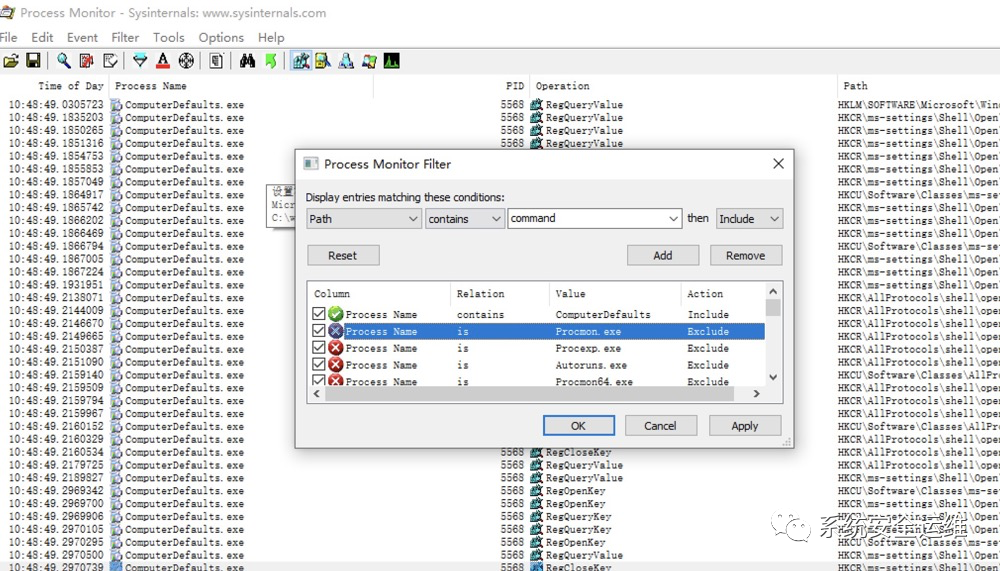 Process Monitor - Sysinternals: www.sysinternals.com
File Edit Event Filter Tools Options Help
Time of Day Process Name PID Operation Path
10:48:49.0305723 ComputerDefaults.exe 5568 RegQueryValue HKLM\SOFTWARE\Microsoft\Wind
10:48:49.1835203 ComputerDefaults.exe 5568 RegQueryValue HKCR\ms-settings\Shell\Open\
10:48:49.1850265 ComputerDefaults.exe 5568 RegQueryValue HKCR\ms-settings\Shell\Open\
10:48:49.1851316 ComputerDefaults.exe 5568 RegQueryValue HKCR\ms-settings\Shell\Open\
10:48:49.1854753 ComputerDefaults.exe HKCR\ms-settings\Shell\Open\
10:48:49.1855853 ComputerDefaults.exe HKCR\ms-settings\Shell\Open\
10:48:49.1857049 ComputerDefaults.exe HKCR\ms-settings\Shell\Open\
10:48:49.1864917 ComputerDefaults.exe HKCU\Software\Classes\ms-set
10:48:49.1865742 ComputerDefaults.exe HKCR\ms-settings\Shell\Open\
10:48:49.1866202 ComputerDefaults.exe HKCR\ms-settings\Shell\Open\
10:48:49.1866469 ComputerDefaults.exe HKCR\ms-settings\Shell\Open\
10:48:49.1866794 ComputerDefaults.exe HKCU\Software\Classes\ms-set
10:48:49.1867005 ComputerDefaults.exe HKCR\ms-settings\Shell\Open\
10:48:49.1867224 ComputerDefaults.exe HKCR\ms-settings\Shell\Open\
10:48:49.1931951 ComputerDefaults.exe HKCR\ms-settings\Shell\Open\
10:48:49.2138071 ComputerDefaults.exe HKCR\AllProtocols\shell\open
10:48:49.2144009 ComputerDefaults.exe HKCR\AllProtocols\shell\open
10:48:49.2146670 ComputerDefaults.exe HKCR\AllProtocols\shell\open
10:48:49.2149665 ComputerDefaults.exe HKCR\AllProtocols\shell\open
10:48:49.2150387 ComputerDefaults.exe HKCR\AllProtocols\shell\open
10:48:49.2151090 ComputerDefaults.exe HKCR\AllProtocols\shell\open
10:48:49.2159140 ComputerDefaults.exe HKCU\Software\Classes\AllPro
10:48:49.2159509 ComputerDefaults.exe HKCR\AllProtocols\shell\open
10:48:49.2159794 ComputerDefaults.exe HKCR\AllProtocols\shell\open
10:48:49.2159967 ComputerDefaults.exe HKCR\AllProtocols\shell\open
10:48:49.2160152 ComputerDefaults.exe HKCU\Software\Classes\AllPro
10:48:49.2160329 ComputerDefaults.exe HKCR\AllProtocols\shell\open
10:48:49.2160534 ComputerDefaults.exe 5568 RegCloseKey HKCR\AllProtocols\shell\open
10:48:49.2179725 ComputerDefaults.exe 5568 RegQueryValue HKCR\AllProtocols\shell\open
10:48:49.2189827 ComputerDefaults.exe 5568 RegQueryValue HKCR\AllProtocols\shell\open
10:48:49.2969342 ComputerDefaults.exe 5568 RegOpenKey HKCU\Software\Classes\ms-set
10:48:49.2969700 ComputerDefaults.exe 5568 RegOpenKey HKCR\ms-settings\Shell\Open\
10:48:49.2969906 ComputerDefaults.exe 5568 RegQueryKey HKCR\ms-settings\Shell\Open\
10:48:49.2970105 ComputerDefaults.exe 5568 RegQueryKey HKCR\ms-settings\Shell\Open\
10:48:49.2970295 ComputerDefaults.exe 5568 RegOpenKey HKCU\Software\Classes\ms-set
10:48:49.2970500 ComputerDefaults.exe 5568 RegQueryValue HKCR\ms-settings\Shell\Open\
10:48:49.2970739 ComputerDefaults.exe 5568 RegCloseKey HKCR\ms-settings\Shell\Open\
设置
Micr
C:\w
Process Monitor Filter
Display entries matching these conditions:
Path contains command then Include
Reset Add Remove
Column Relation Value Action
Process Name contains ComputerDefaults Include
Process Name is Procmon.exe Exclude
Process Name is Procexp.exe Exclude
Process Name is Autoruns.exe Exclude
Process Name is Procmon64.exe Exclude
OK Cancel Apply
系统安全运维